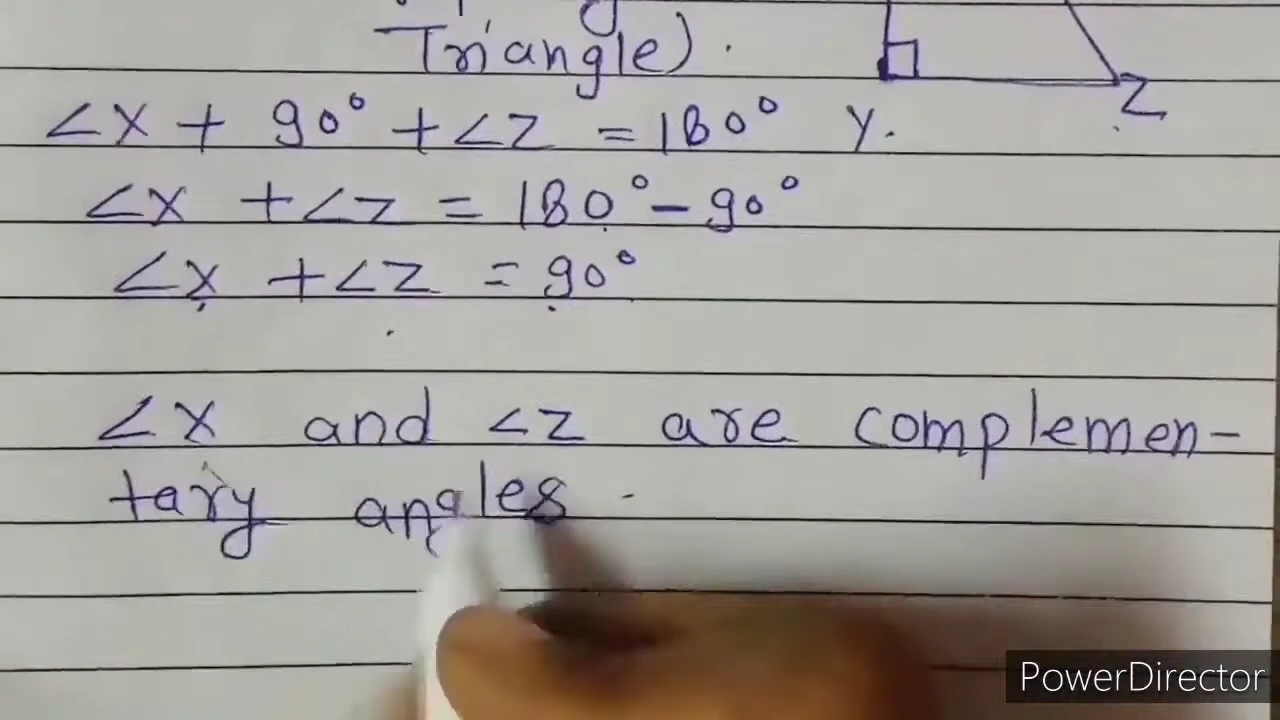 Triangle).
Z
∠X + 90° + ∠Z = 180° Y.
∠X + ∠Z = 180° - 90°
∠X + ∠Z = 90°
∠X and ∠Z are complemen-
tary angles.
PowerDirector